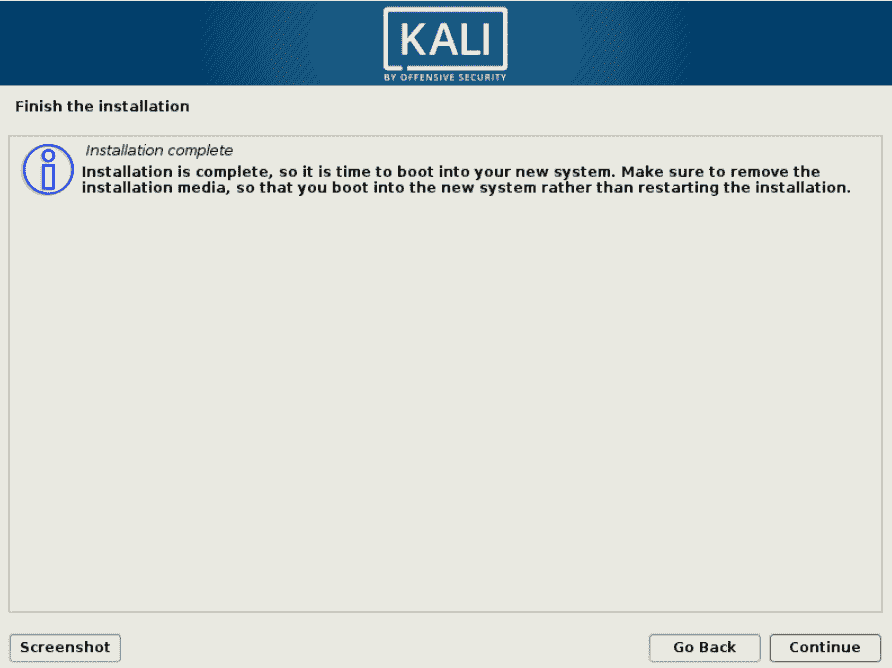 KALI
BY OFFENSIVE SECURITY
Finish the installation
Installation complete
Installation is complete, so it is time to boot into your new system. Make sure to remove the
installation media, so that you boot into the new system rather than restarting the installation.
Screenshot
Go Back
Continue